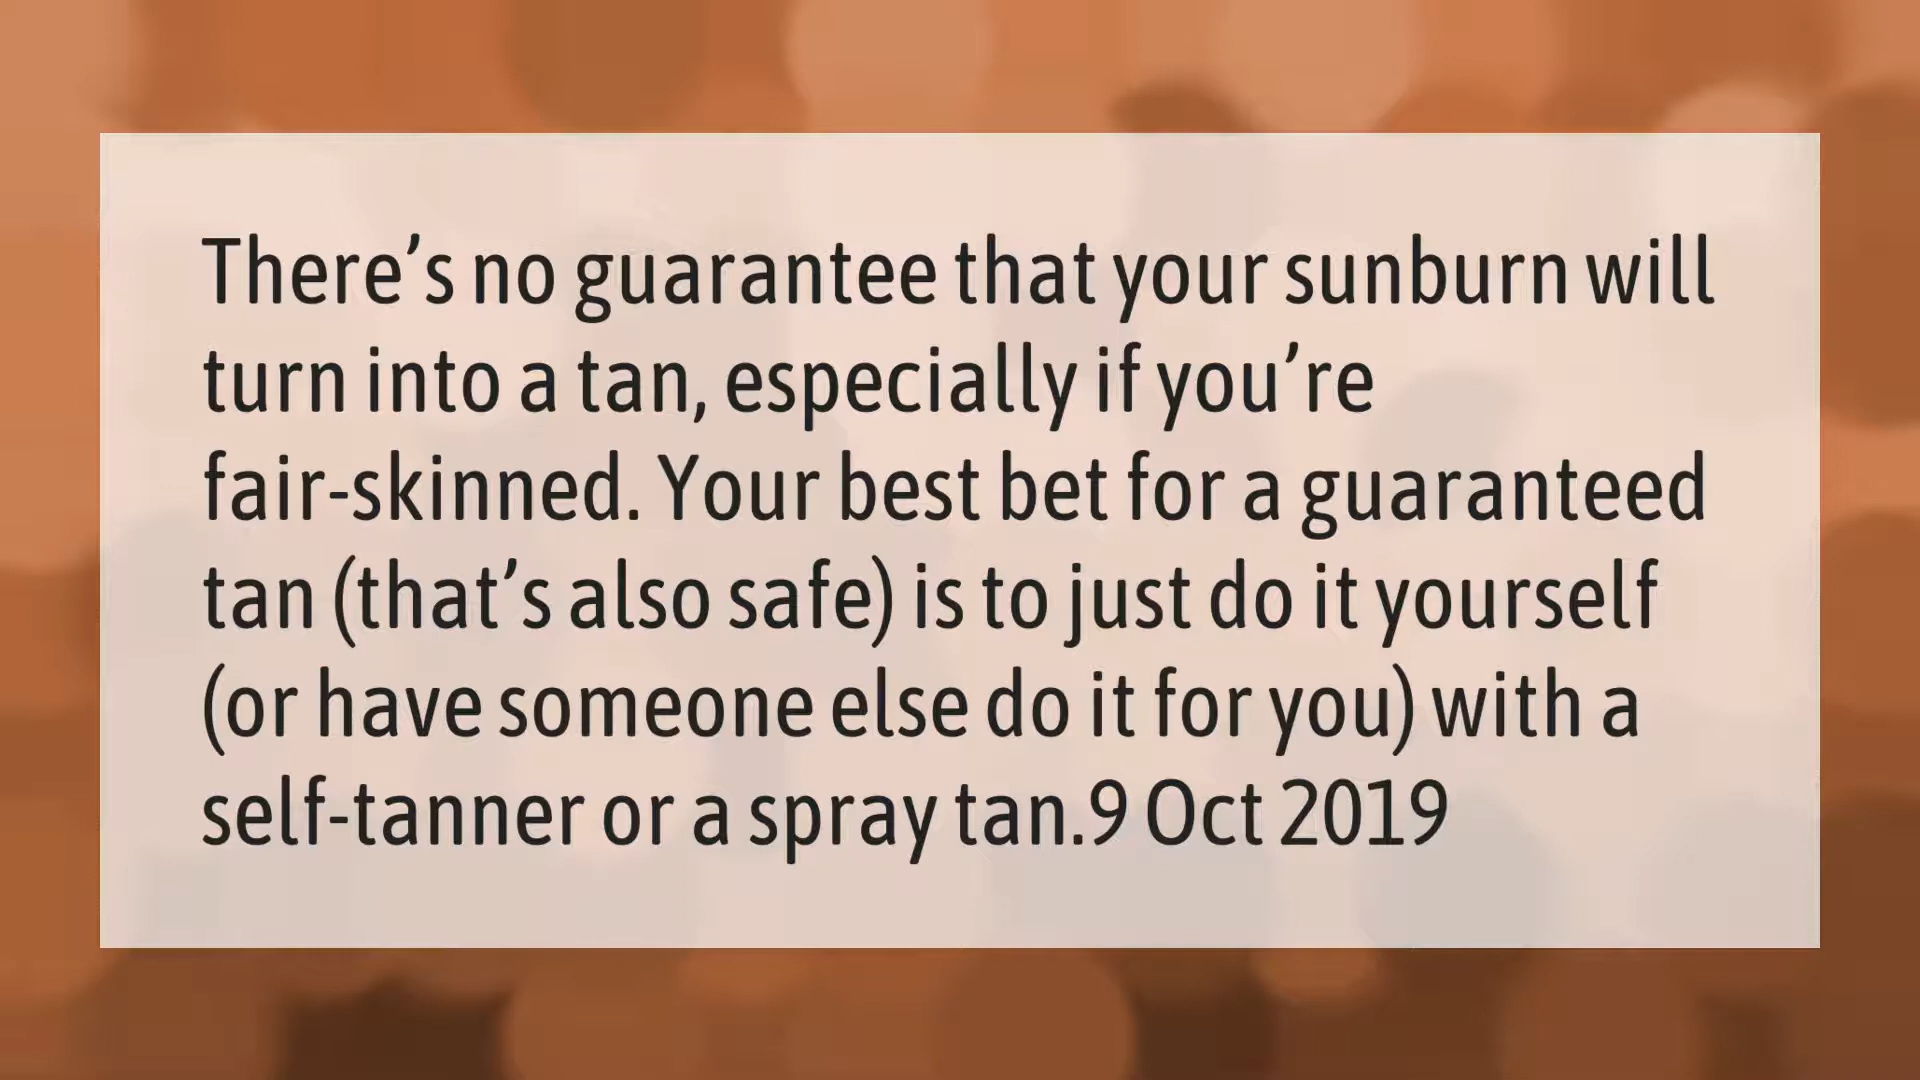 There’s no guarantee that your sunburn will
turn into a tan, especially if you’re
fair-skinned. Your best bet for a guaranteed
tan (that’s also safe) is to just do it yourself
(or have someone else do it for you) with a
self-tanner or a spray tan.9 Oct 2019